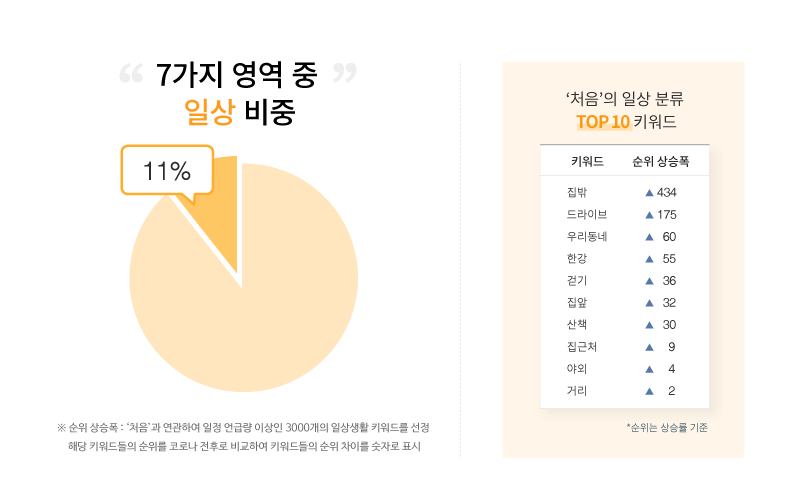 “ 7가지 영역 중 ”
일상 비중
11%
※ 순위 상승폭 : ‘처음’과 연관하여 일정 언급량 이상인 3000개의 일상생활 키워드를 선정
해당 키워드들의 순위를 코로나 전후로 비교하여 키워드들의 순위 차이를 숫자로 표시
‘처음’의 일상 분류
TOP 10 키워드
키워드 순위 상승폭
집밖 ▲ 434
드라이브 ▲ 175
우리동네 ▲ 60
한강 ▲ 55
걷기 ▲ 36
집앞 ▲ 32
산책 ▲ 30
집근처 ▲ 9
야외 ▲ 4
거리 ▲ 2
*순위는 상승률 기준